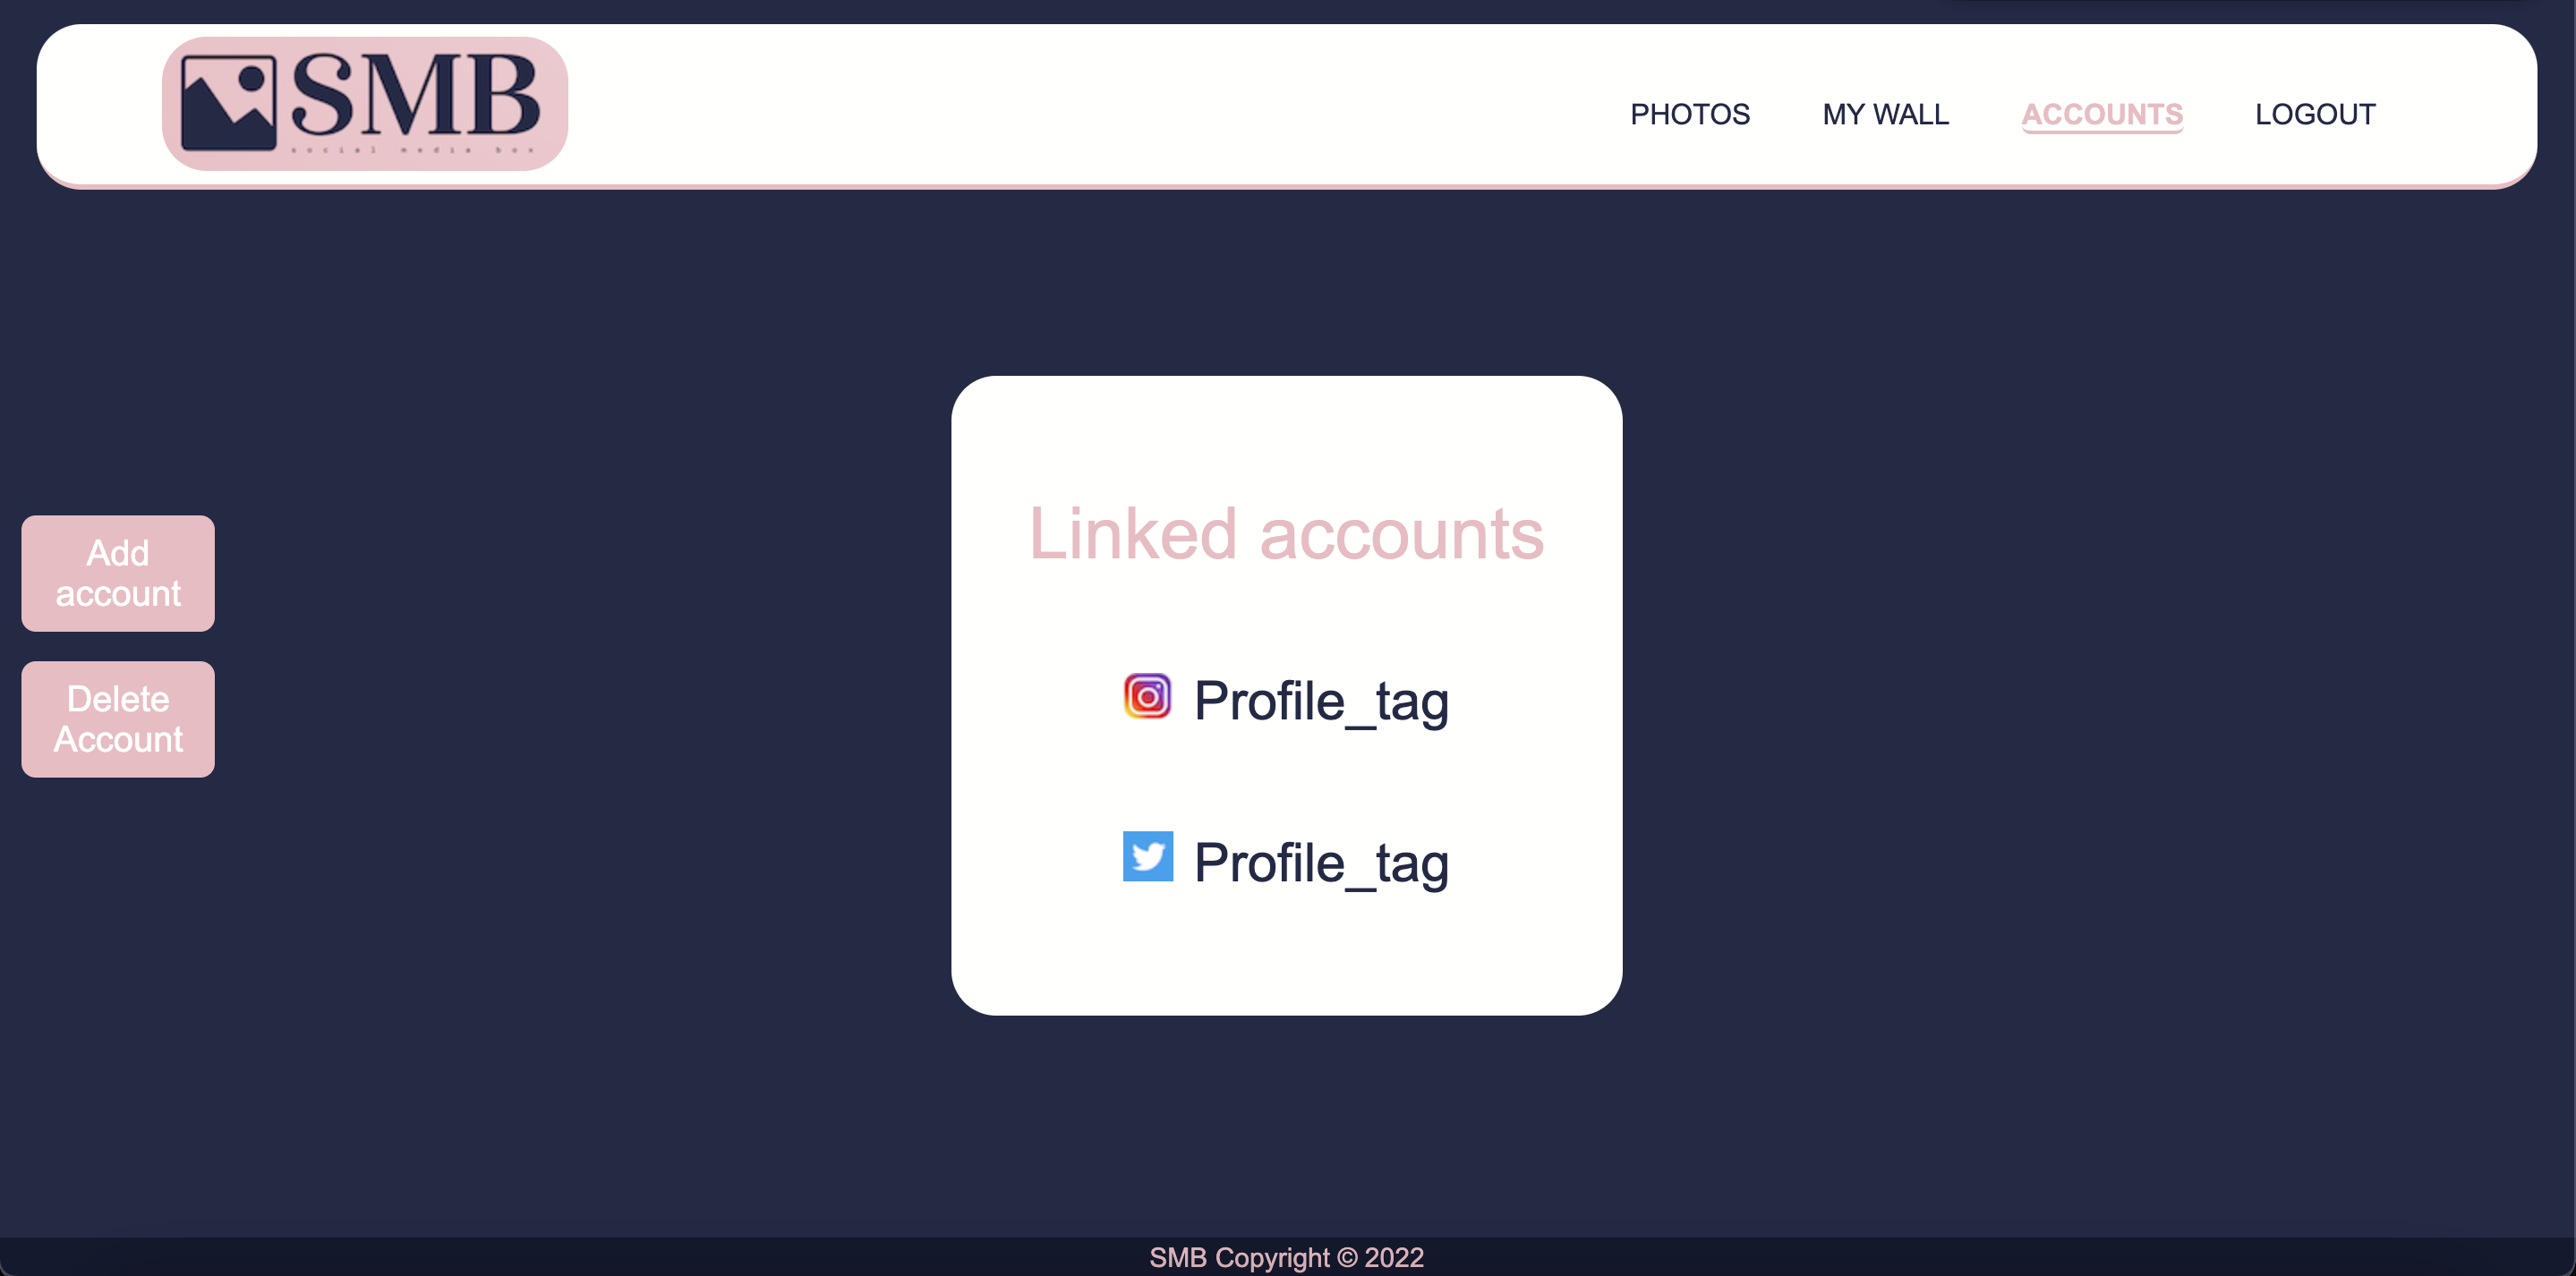 SMB
social media box
PHOTOS
MY WALL
ACCOUNTS
LOGOUT
Linked accounts
Add
account
Delete
Account
Profile_tag
Profile_tag
SMB Copyright © 2022